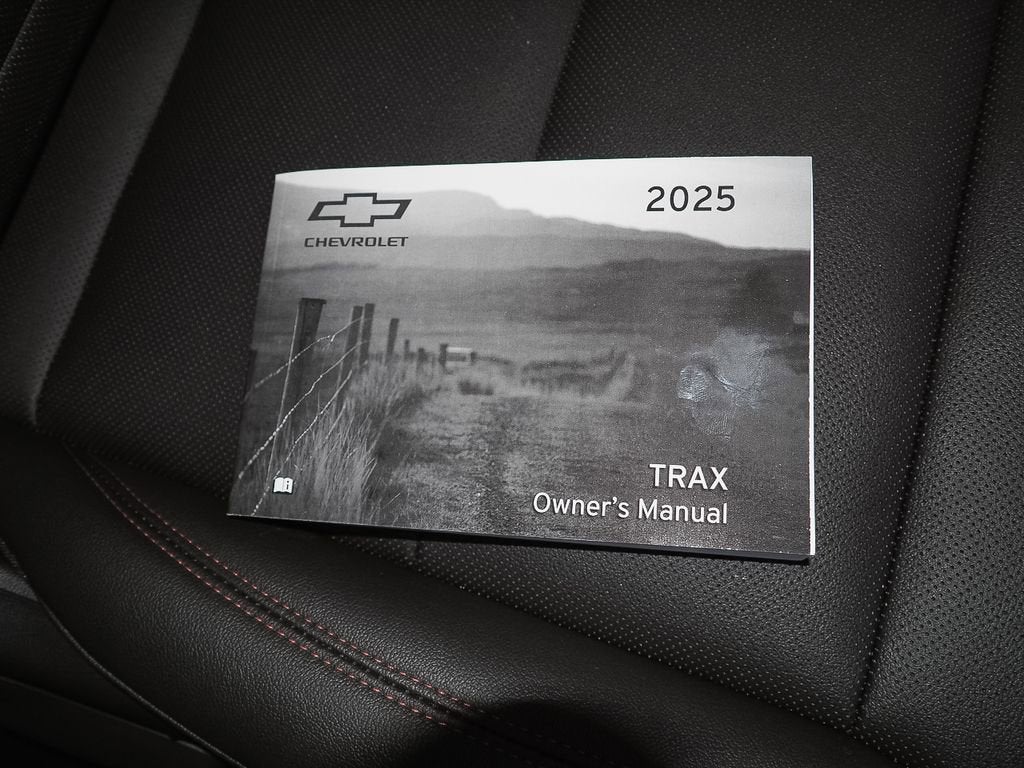 CHEVROLET
2025
TRAX
Owner's Manual